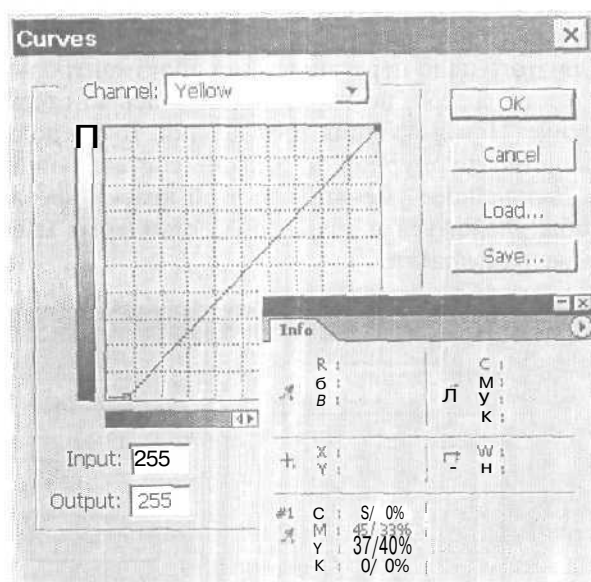 Curves
Channel: Yellow
OK
Cancel
Load...
Save...
Input: 255
Output: 255
Info
R :
б :
В :
C :
М :
У :
К :
X :
Y :
W :
н :
#1 C : S/ 0%
M : 45/ 33%
Y : 37/40%
K : 0/ 0%